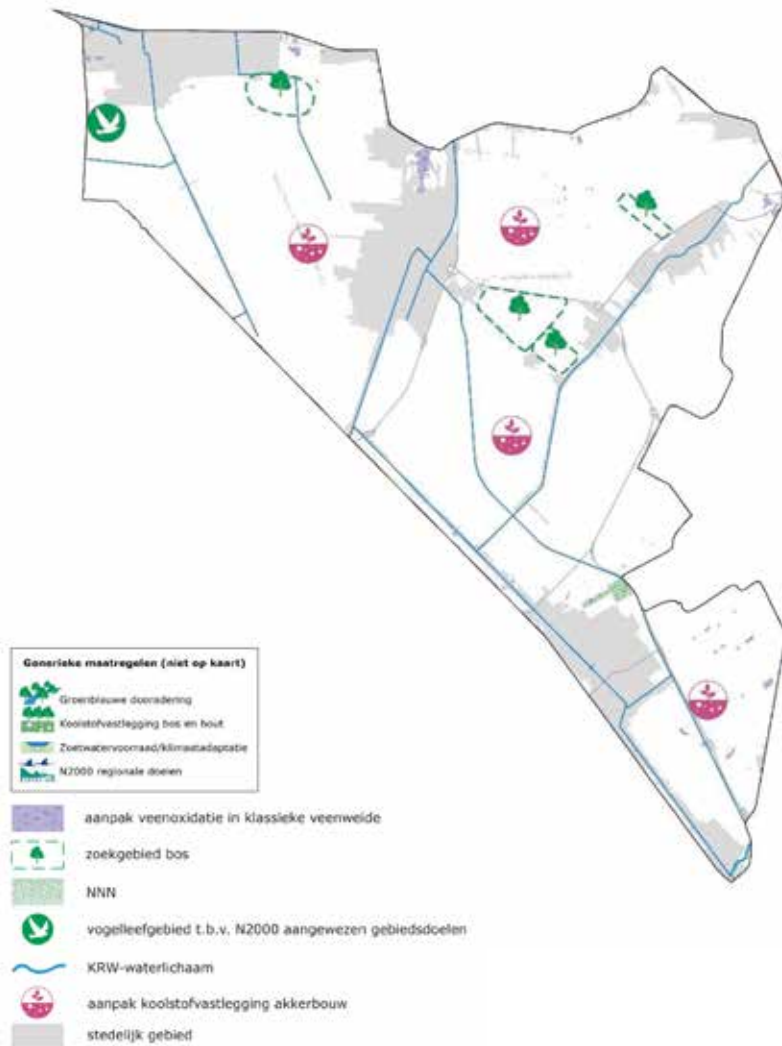 Generieke maatregelen (niet op kaart)
Groenblauwe dooradering
Koolstofvastlegging bos en hout
Zoetwatervoorraad/klimaatadaptatie
N2000 regionale doelen
aanpak veenoxidatie in klassieke veenweide
zoekgebied bos
NNN
vogelleefgebied t.b.v. N2000 aangewezen gebiedsdoelen
KRW-waterlichaam
aanpak koolstofvastlegging akkerbouw
stedelijk gebied